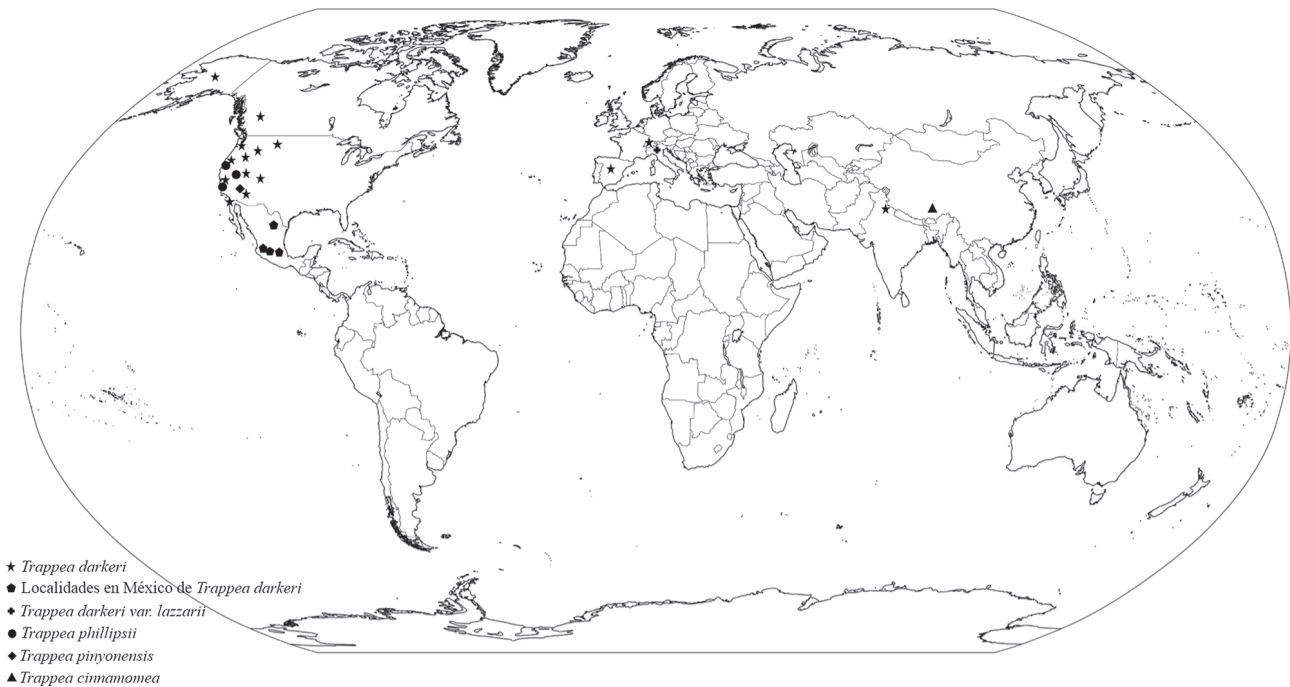 Trappea darkeri
Localidades en México de Trappea darkeri
Trappea darkeri var. lazzarii
Trappea phillipsii
Trappea pinyonensis
Trappea cinnamomea